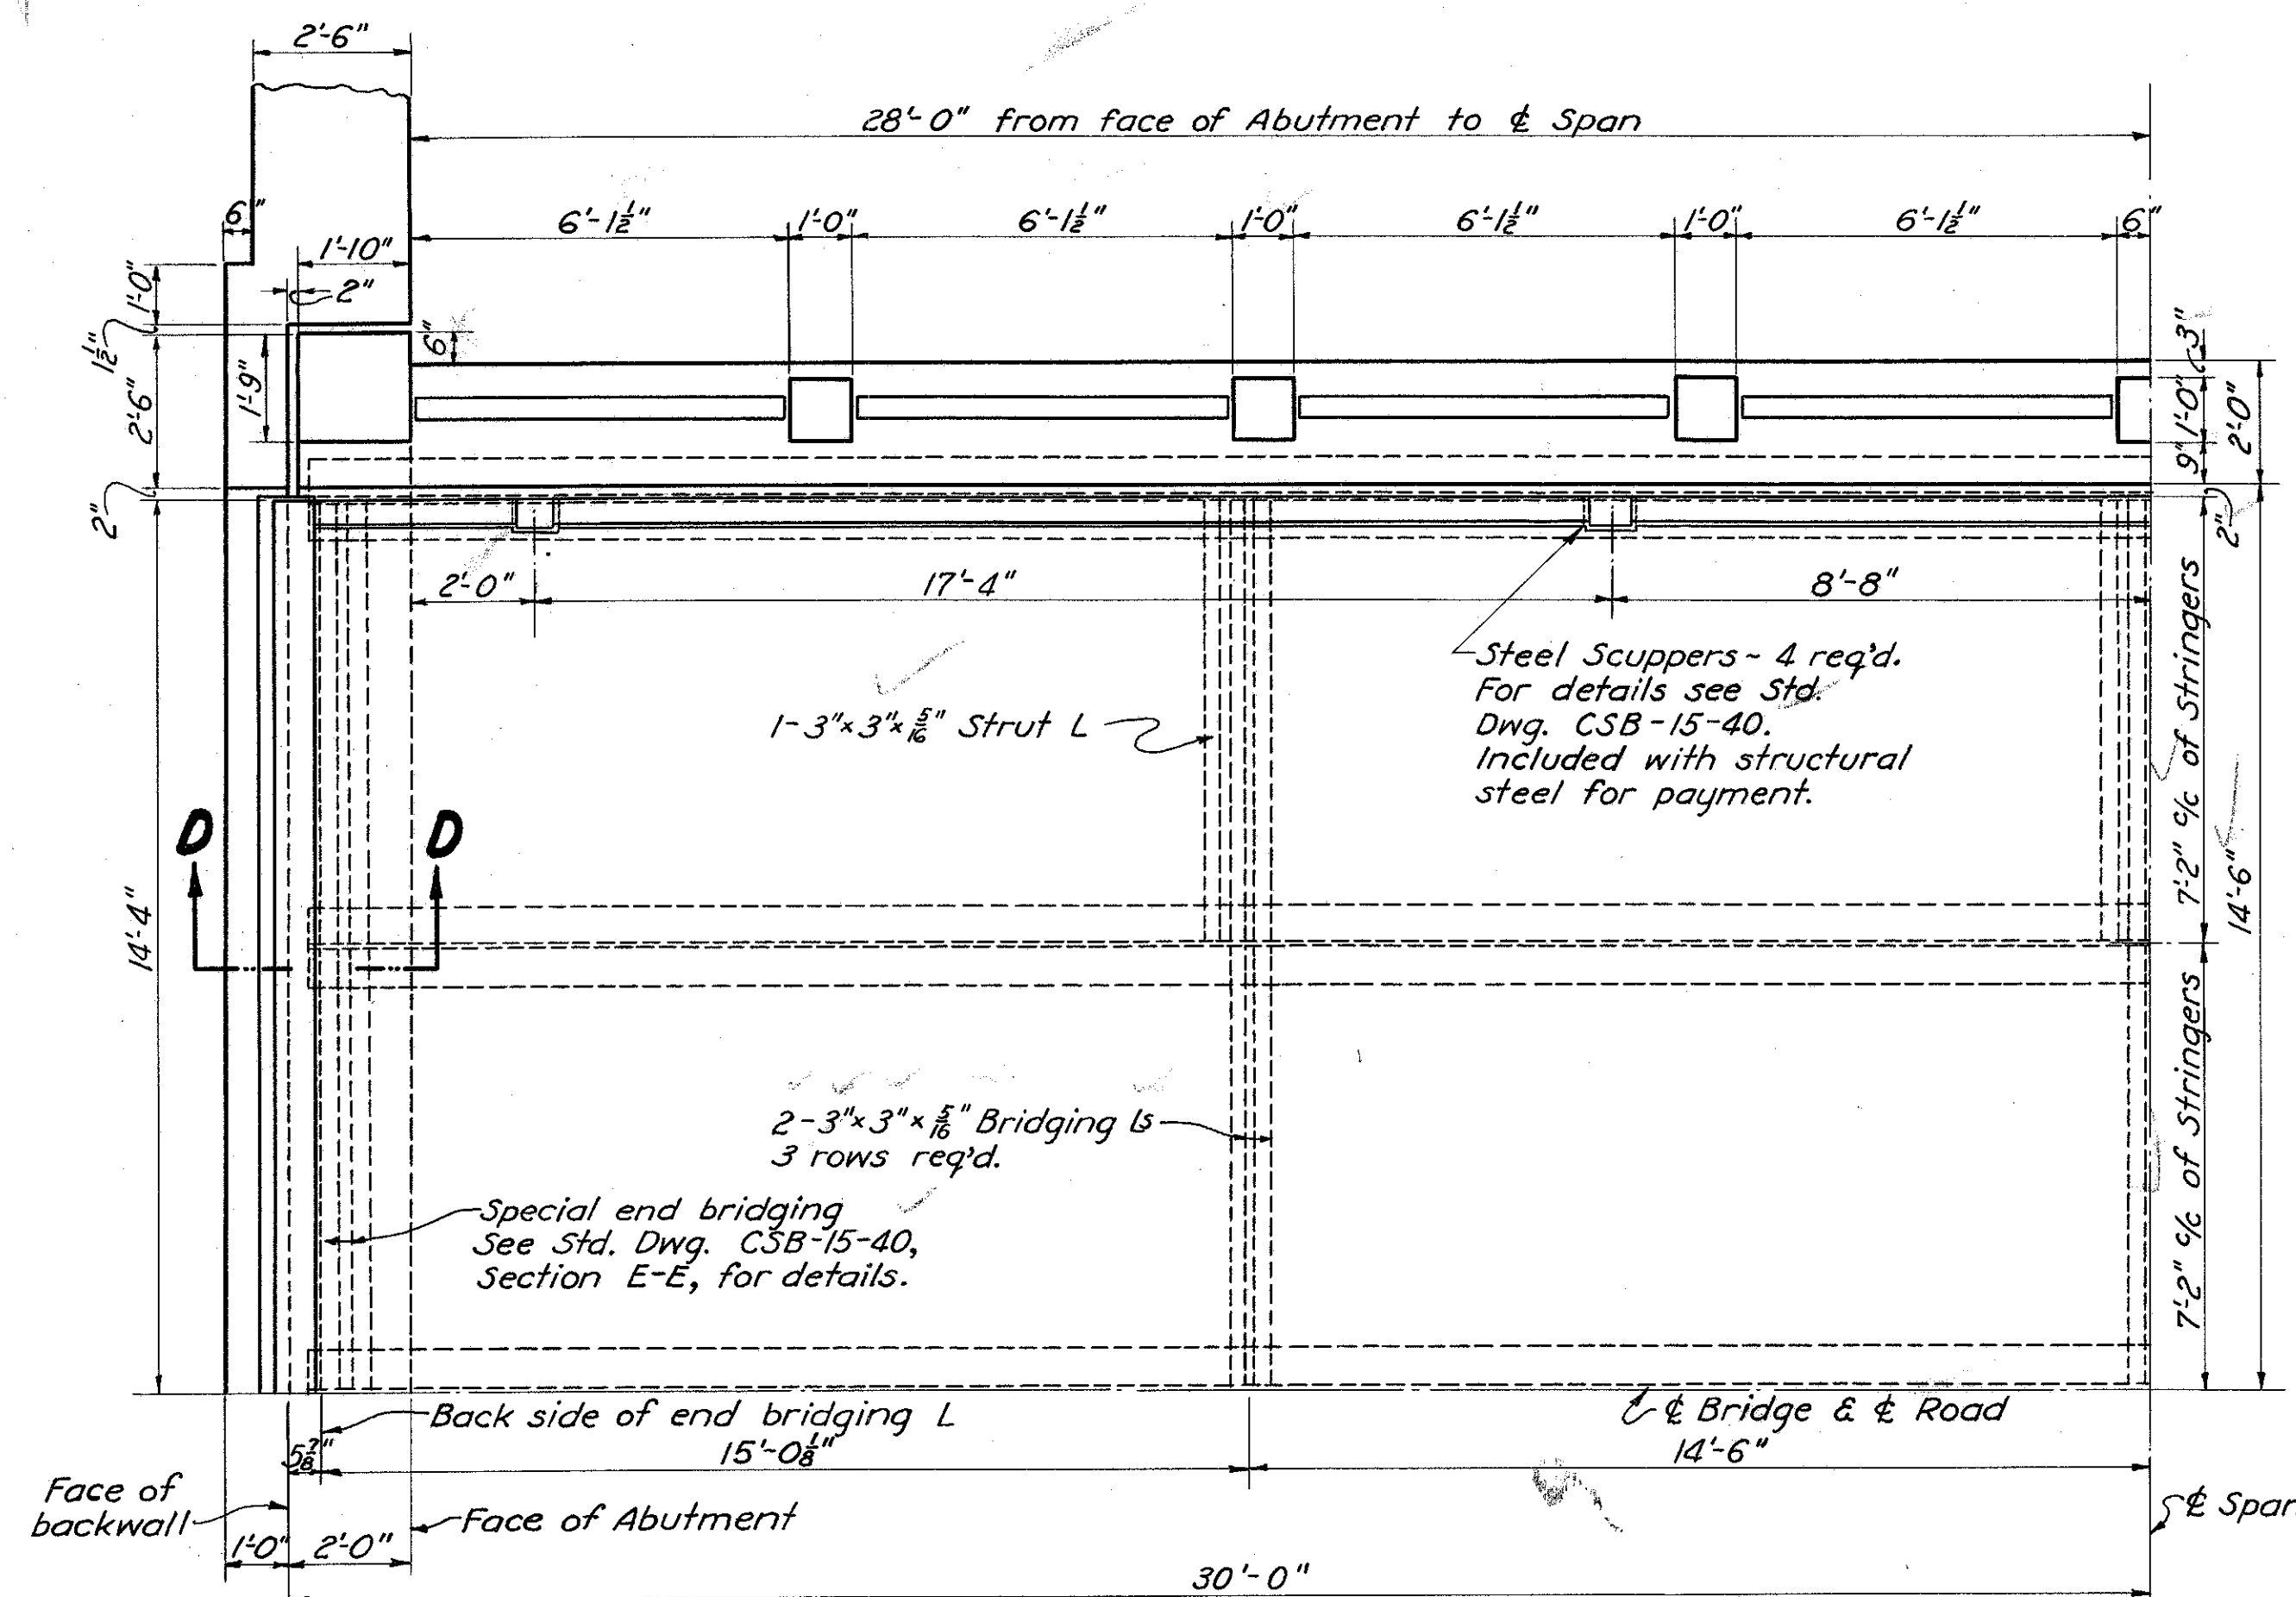 2'-6"
28'-0" from face of Abutment to ℄ Span
6"
6'-1½"
1'-0"
6'-1½"
1'-0"
6'-1½"
1'-0"
6'-1½"
6"
1'-10"
1'-0"
2"
1½"
6"
3"
1'-9"
2'-6"
1'-0"
2'-0"
9"
2"
2"
2'-0"
17'-4"
8'-8"
Steel Scuppers ~ 4 req'd.
For details see Std.
Dwg. CSB-15-40.
Included with structural
steel for payment.
1-3"x3"x5/16" Strut L
7'-2" c/c of Stringers
D
D
14'-4"
14'-6"
2-3"x3"x5/16" Bridging Ls
3 rows req'd.
7'-2" c/c of Stringers
Special end bridging
See Std. Dwg. CSB-15-40,
Section E-E, for details.
Back side of end bridging L
℄ Bridge & ℄ Road
5⅞"
15'-0⅛"
14'-6"
Face of
backwall
Face of Abutment
℄ Span
1'-0"
2'-0"
30'-0"